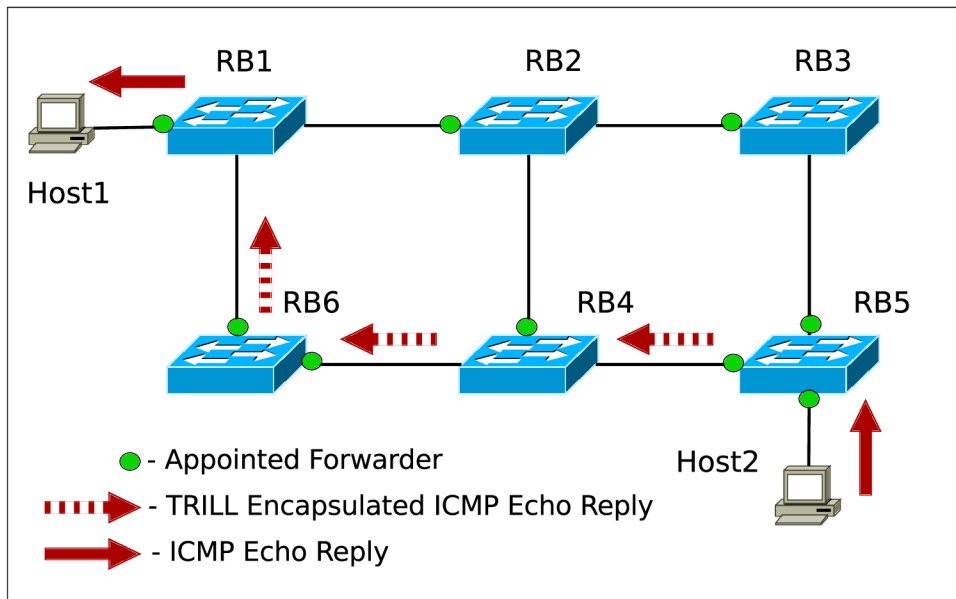 RB1
RB2
RB3
Host1
RB6
RB4
RB5
Host2
- Appointed Forwarder
- TRILL Encapsulated ICMP Echo Reply
- ICMP Echo Reply